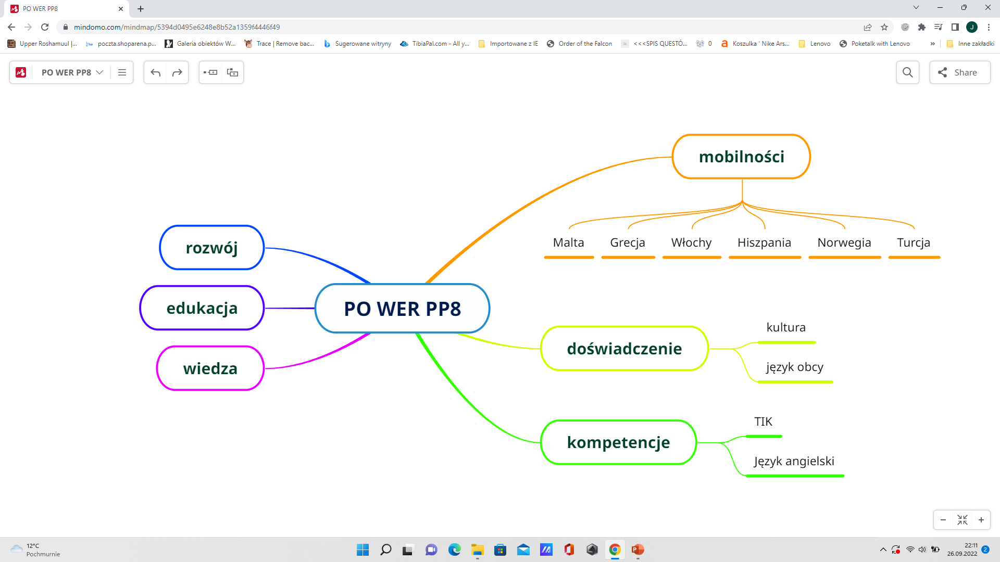 PO WER PP8
mindomo.com/mindmap/5394d0495e6248e8b52a1359f4446f49
J
Upper Roshamuul |... poczta.shoparena.p... Galeria obiektów W... Trace | Remove bac... Sugerowane witryny TibiaPal.com - All y... Importowane z IE Order of the Falcon <<<SPIS QUESTÓ... 0 Koszulka ' Nike Ars... Lenovo Poketalk with Lenovo » Inne zakładki
PO WER PP8 Share
mobilności
Malta Grecja Włochy Hiszpania Norwegia Turcja
rozwój
edukacja
wiedza
PO WER PP8
doświadczenie
kultura
język obcy
kompetencje
TIK
Język angielski
12°C
Pochmurnie
22:11
26.09.2022
2